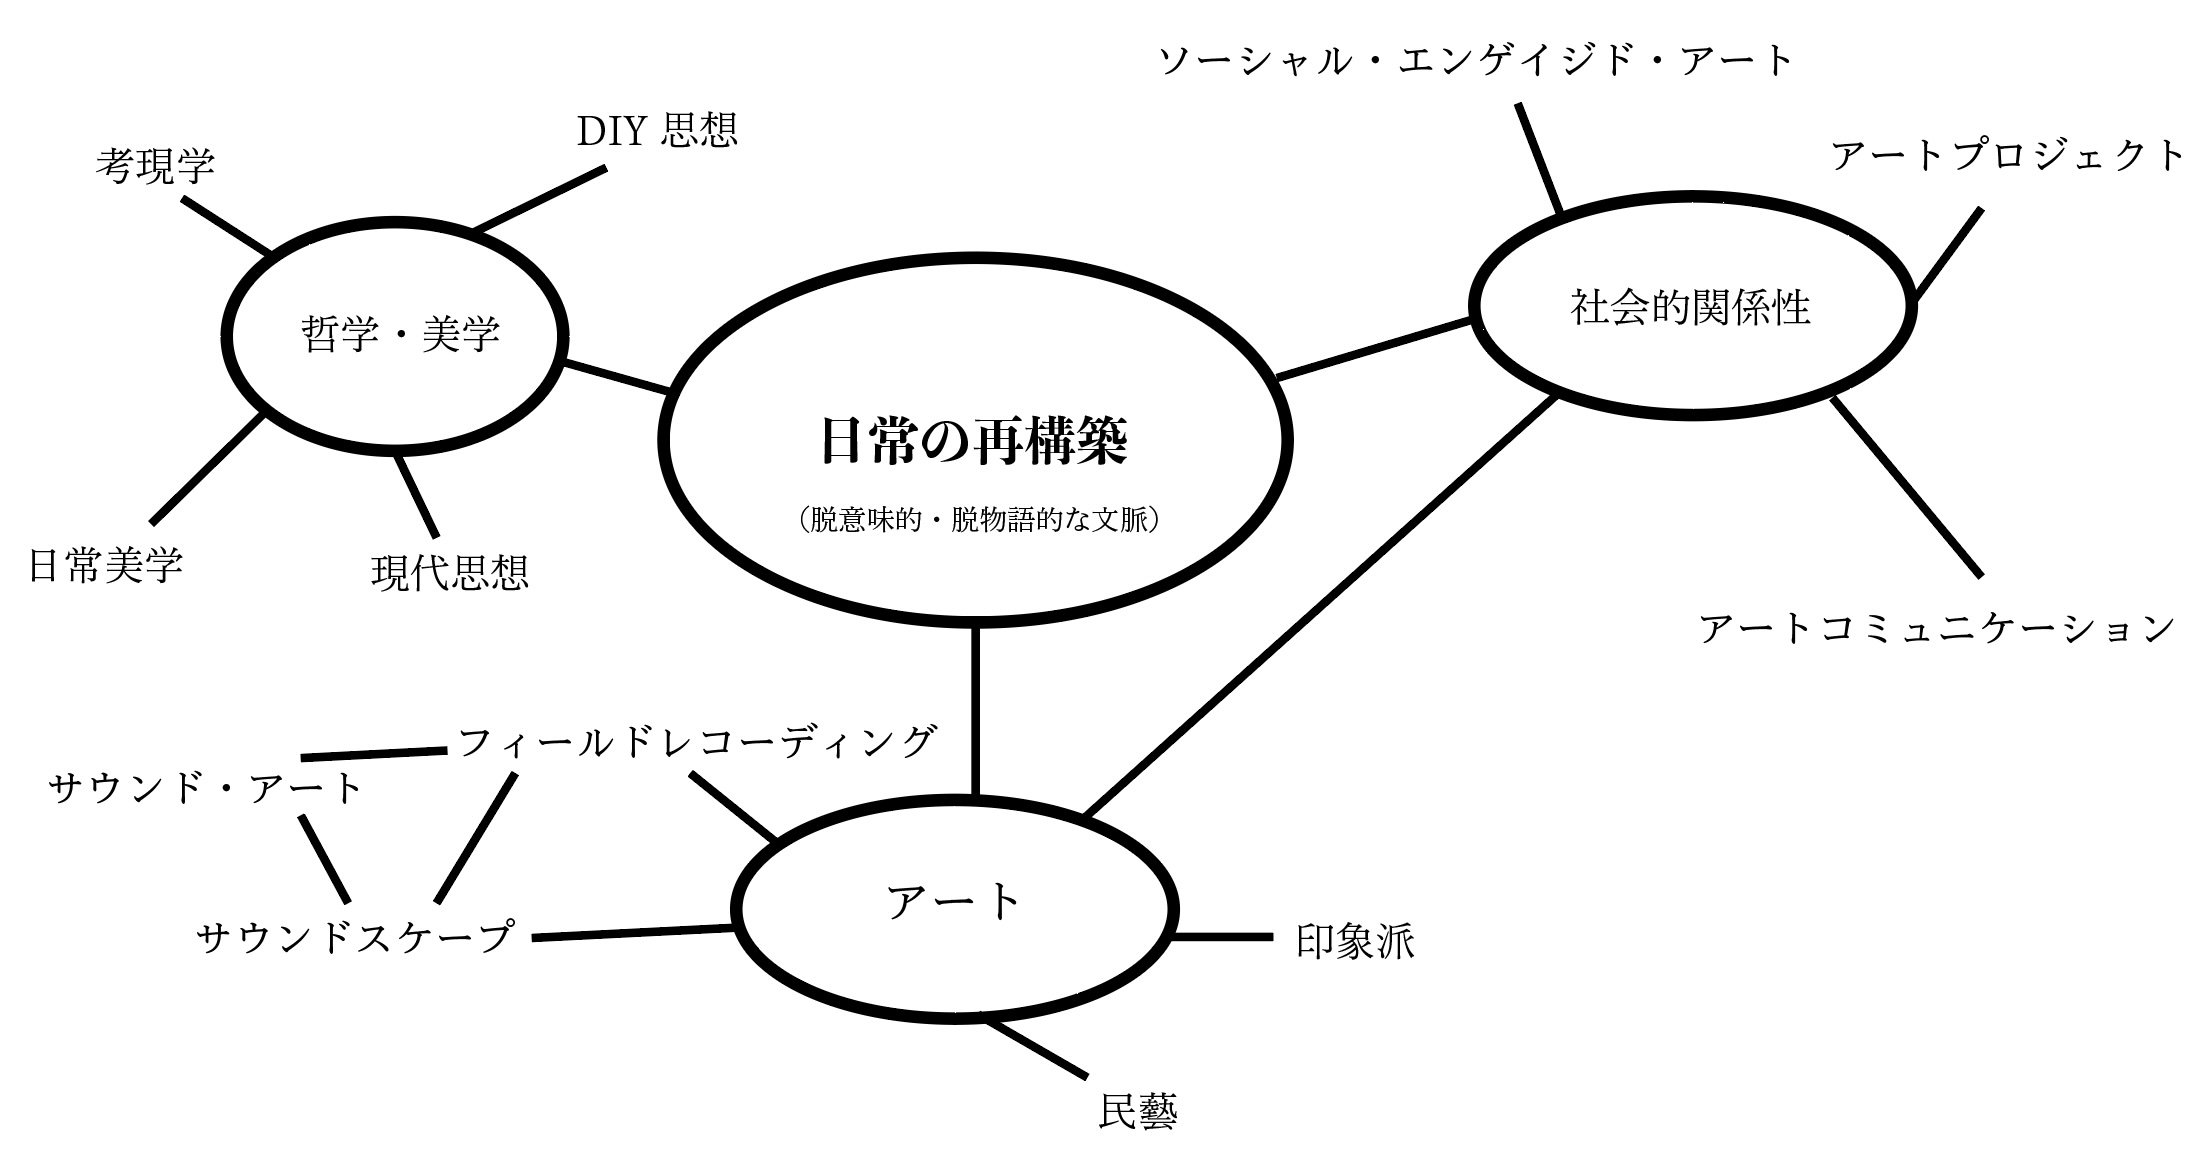 ソーシャル・エンゲイジド・アート
DIY 思想
考現学
アートプロジェクト
哲学・美学
社会的関係性
日常の再構築
（脱意味的・脱物語的な文脈）
日常美学
現代思想
アートコミュニケーション
フィールドレコーディング
サウンド・アート
アート
サウンドスケープ
印象派
民藝